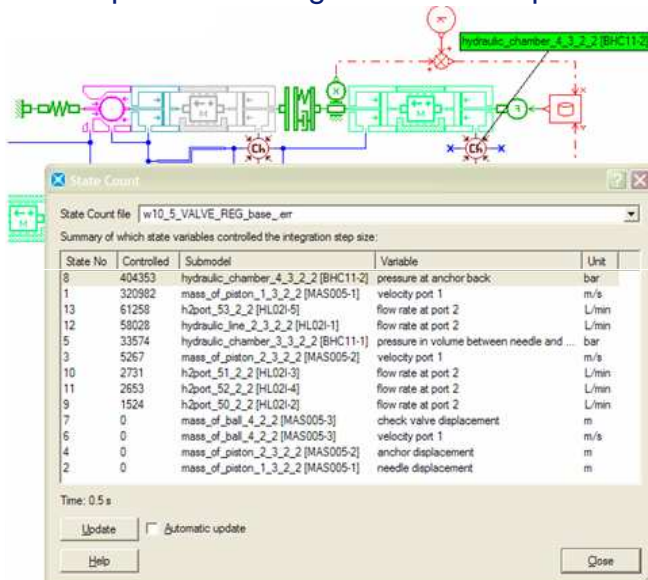 hydraulic_chamber_4_3_2_2 [BHC11-2]
M
M
Ch
Ch
State Count
State Count file w10_5_VALVE_REG_base_.err
Summary of which state variables controlled the integration step size:
State No Controlled Submodel Variable Unit
8 404353 hydraulic_chamber_4_3_2_2 [BHC11-2] pressure at anchor back bar
1 320982 mass_of_piston_1_3_2_2 [MAS005-1] velocity port 1 m/s
13 61258 h2port_53_2_2 [HL02I-5] flow rate at port 2 L/min
12 58028 hydraulic_line_2_3_2_2 [HL02I-1] flow rate at port 2 L/min
5 33574 hydraulic_chamber_3_3_2_2 [BHC11-1] pressure in volume between needle and ... bar
3 5267 mass_of_piston_2_3_2_2 [MAS005-2] velocity port 1 m/s
10 2731 h2port_51_2_2 [HL02I-3] flow rate at port 2 L/min
11 2653 h2port_52_2_2 [HL02I-4] flow rate at port 2 L/min
9 1524 h2port_50_2_2 [HL02I-2] flow rate at port 2 L/min
7 0 mass_of_ball_4_2_2 [MAS005-3] check valve displacement m
6 0 mass_of_ball_4_2_2 [MAS005-3] velocity port 1 m/s
4 0 mass_of_piston_2_3_2_2 [MAS005-2] anchor displacement m
2 0 mass_of_piston_1_3_2_2 [MAS005-1] needle displacement m
Time: 0.5 s
Update Automatic update
Help Close